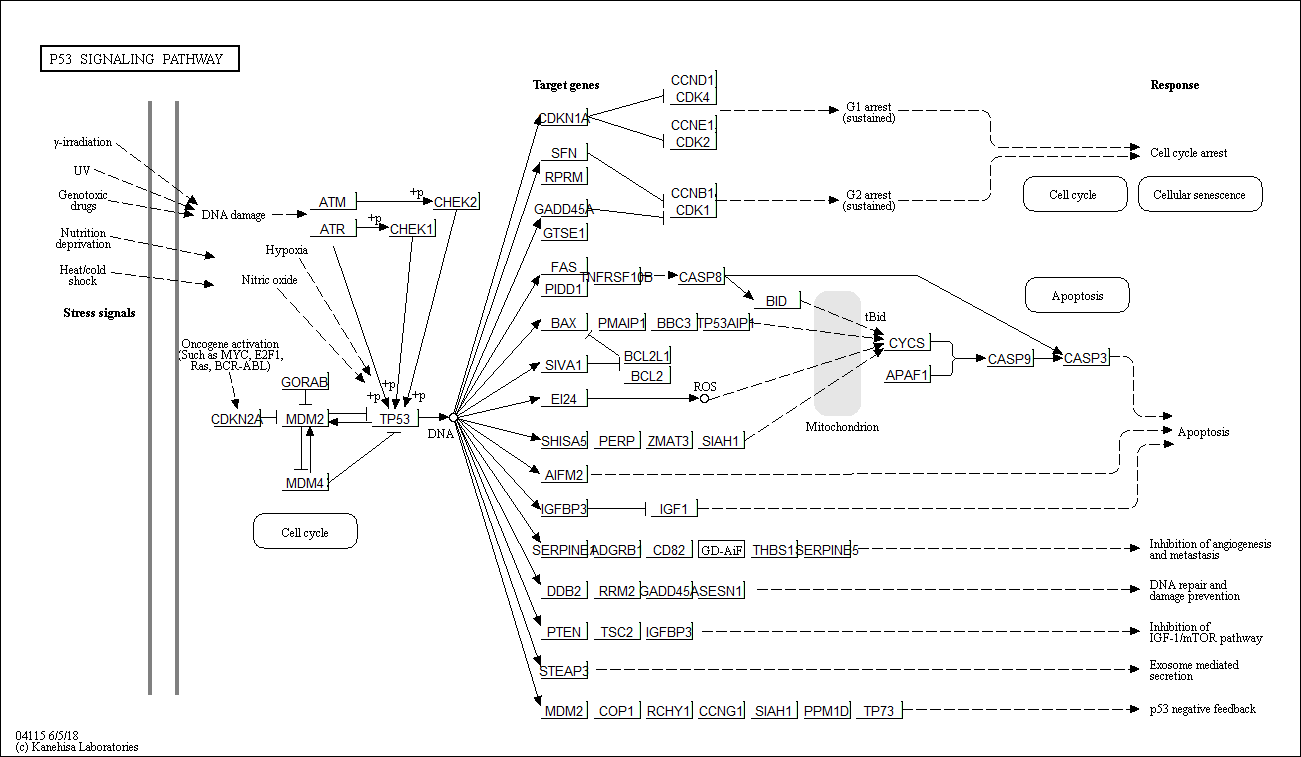 P53 SIGNALING PATHWAY
Target genes
Response
γ-irradiation
UV
Genotoxic
drugs
Nutrition
deprivation
Heat/cold
shock
Stress signals
DNA damage
ATM
+p
CHEK2
ATR
+p
CHEK1
Hypoxia
Nitric oxide
Oncogene activation
(Such as MYC, E2F1,
Ras, BCR-ABL)
GORAB
CDKN2A
MDM2
+p
+p
+p
TP53
DNA
MDM4
Cell cycle
CDKN1A
CCND1
CDK4
CCNE1
CDK2
G1 arrest
(sustained)
SFN
RPRM
GADD45A
GTSE1
CCNB1
CDK1
G2 arrest
(sustained)
Cell cycle arrest
Cell cycle
Cellular senescence
FAS
TNFRSF10B
CASP8
PIDD1
BID
tBid
Apoptosis
BAX
PMAIP1
BBC3
TP53AIP1
CYCS
BCL2L1
BCL2
SIVA1
CASP9
CASP3
APAF1
EI24
ROS
Mitochondrion
SHISA5
PERP
ZMAT3
SIAH1
Apoptosis
AIFM2
IGFBP3
IGF1
SERPINE1
ADGRB1
CD82
GD-AiF
THBS1
SERPINE5
Inhibition of angiogenesis
and metastasis
DDB2
RRM2
GADD45A
SESN1
DNA repair and
damage prevention
PTEN
TSC2
IGFBP3
Inhibition of
IGF-1/mTOR pathway
STEAP3
Exosome mediated
secretion
MDM2
COP1
RCHY1
CCNG1
SIAH1
PPM1D
TP73
p53 negative feedback
04115 6/5/18
(c) Kanehisa Laboratories